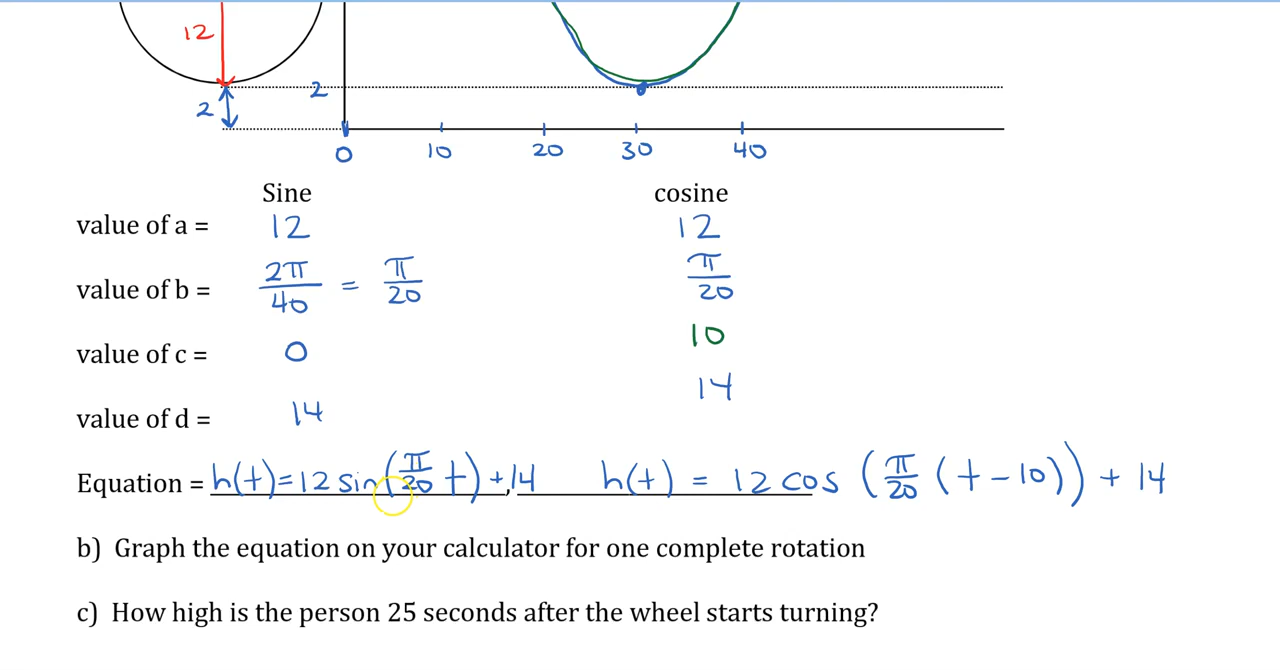 12
2 2
0 10 20 30 40
Sine cosine
value of a = 12 12
value of b = 2π/40 = π/20 π/20
value of c = 0 10
value of d = 14 14
Equation = h(t)=12 sin(π/20 t)+14, h(t) = 12 cos (π/20 (t-10)) + 14
b) Graph the equation on your calculator for one complete rotation
c) How high is the person 25 seconds after the wheel starts turning?